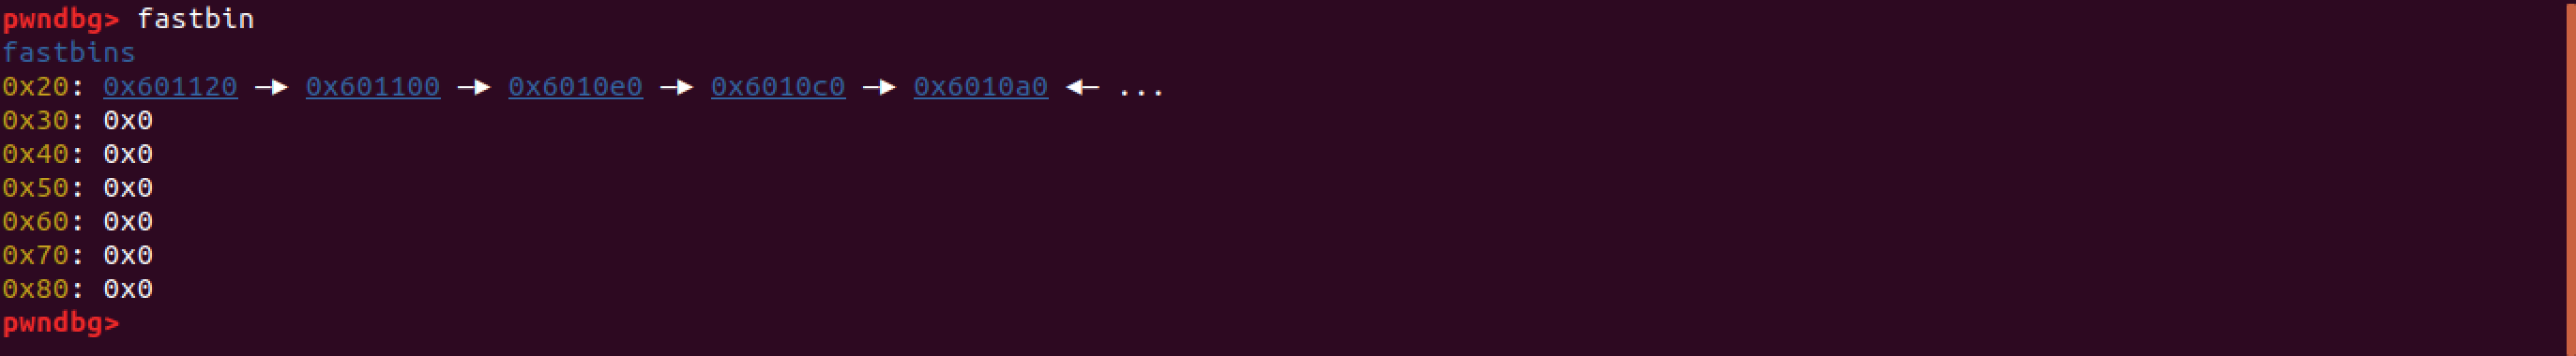 pwndbg> fastbin
fastbins
0x20: 0x601120 —▸ 0x601100 —▸ 0x6010e0 —▸ 0x6010c0 —▸ 0x6010a0 ◂— ...
0x30: 0x0
0x40: 0x0
0x50: 0x0
0x60: 0x0
0x70: 0x0
0x80: 0x0
pwndbg>